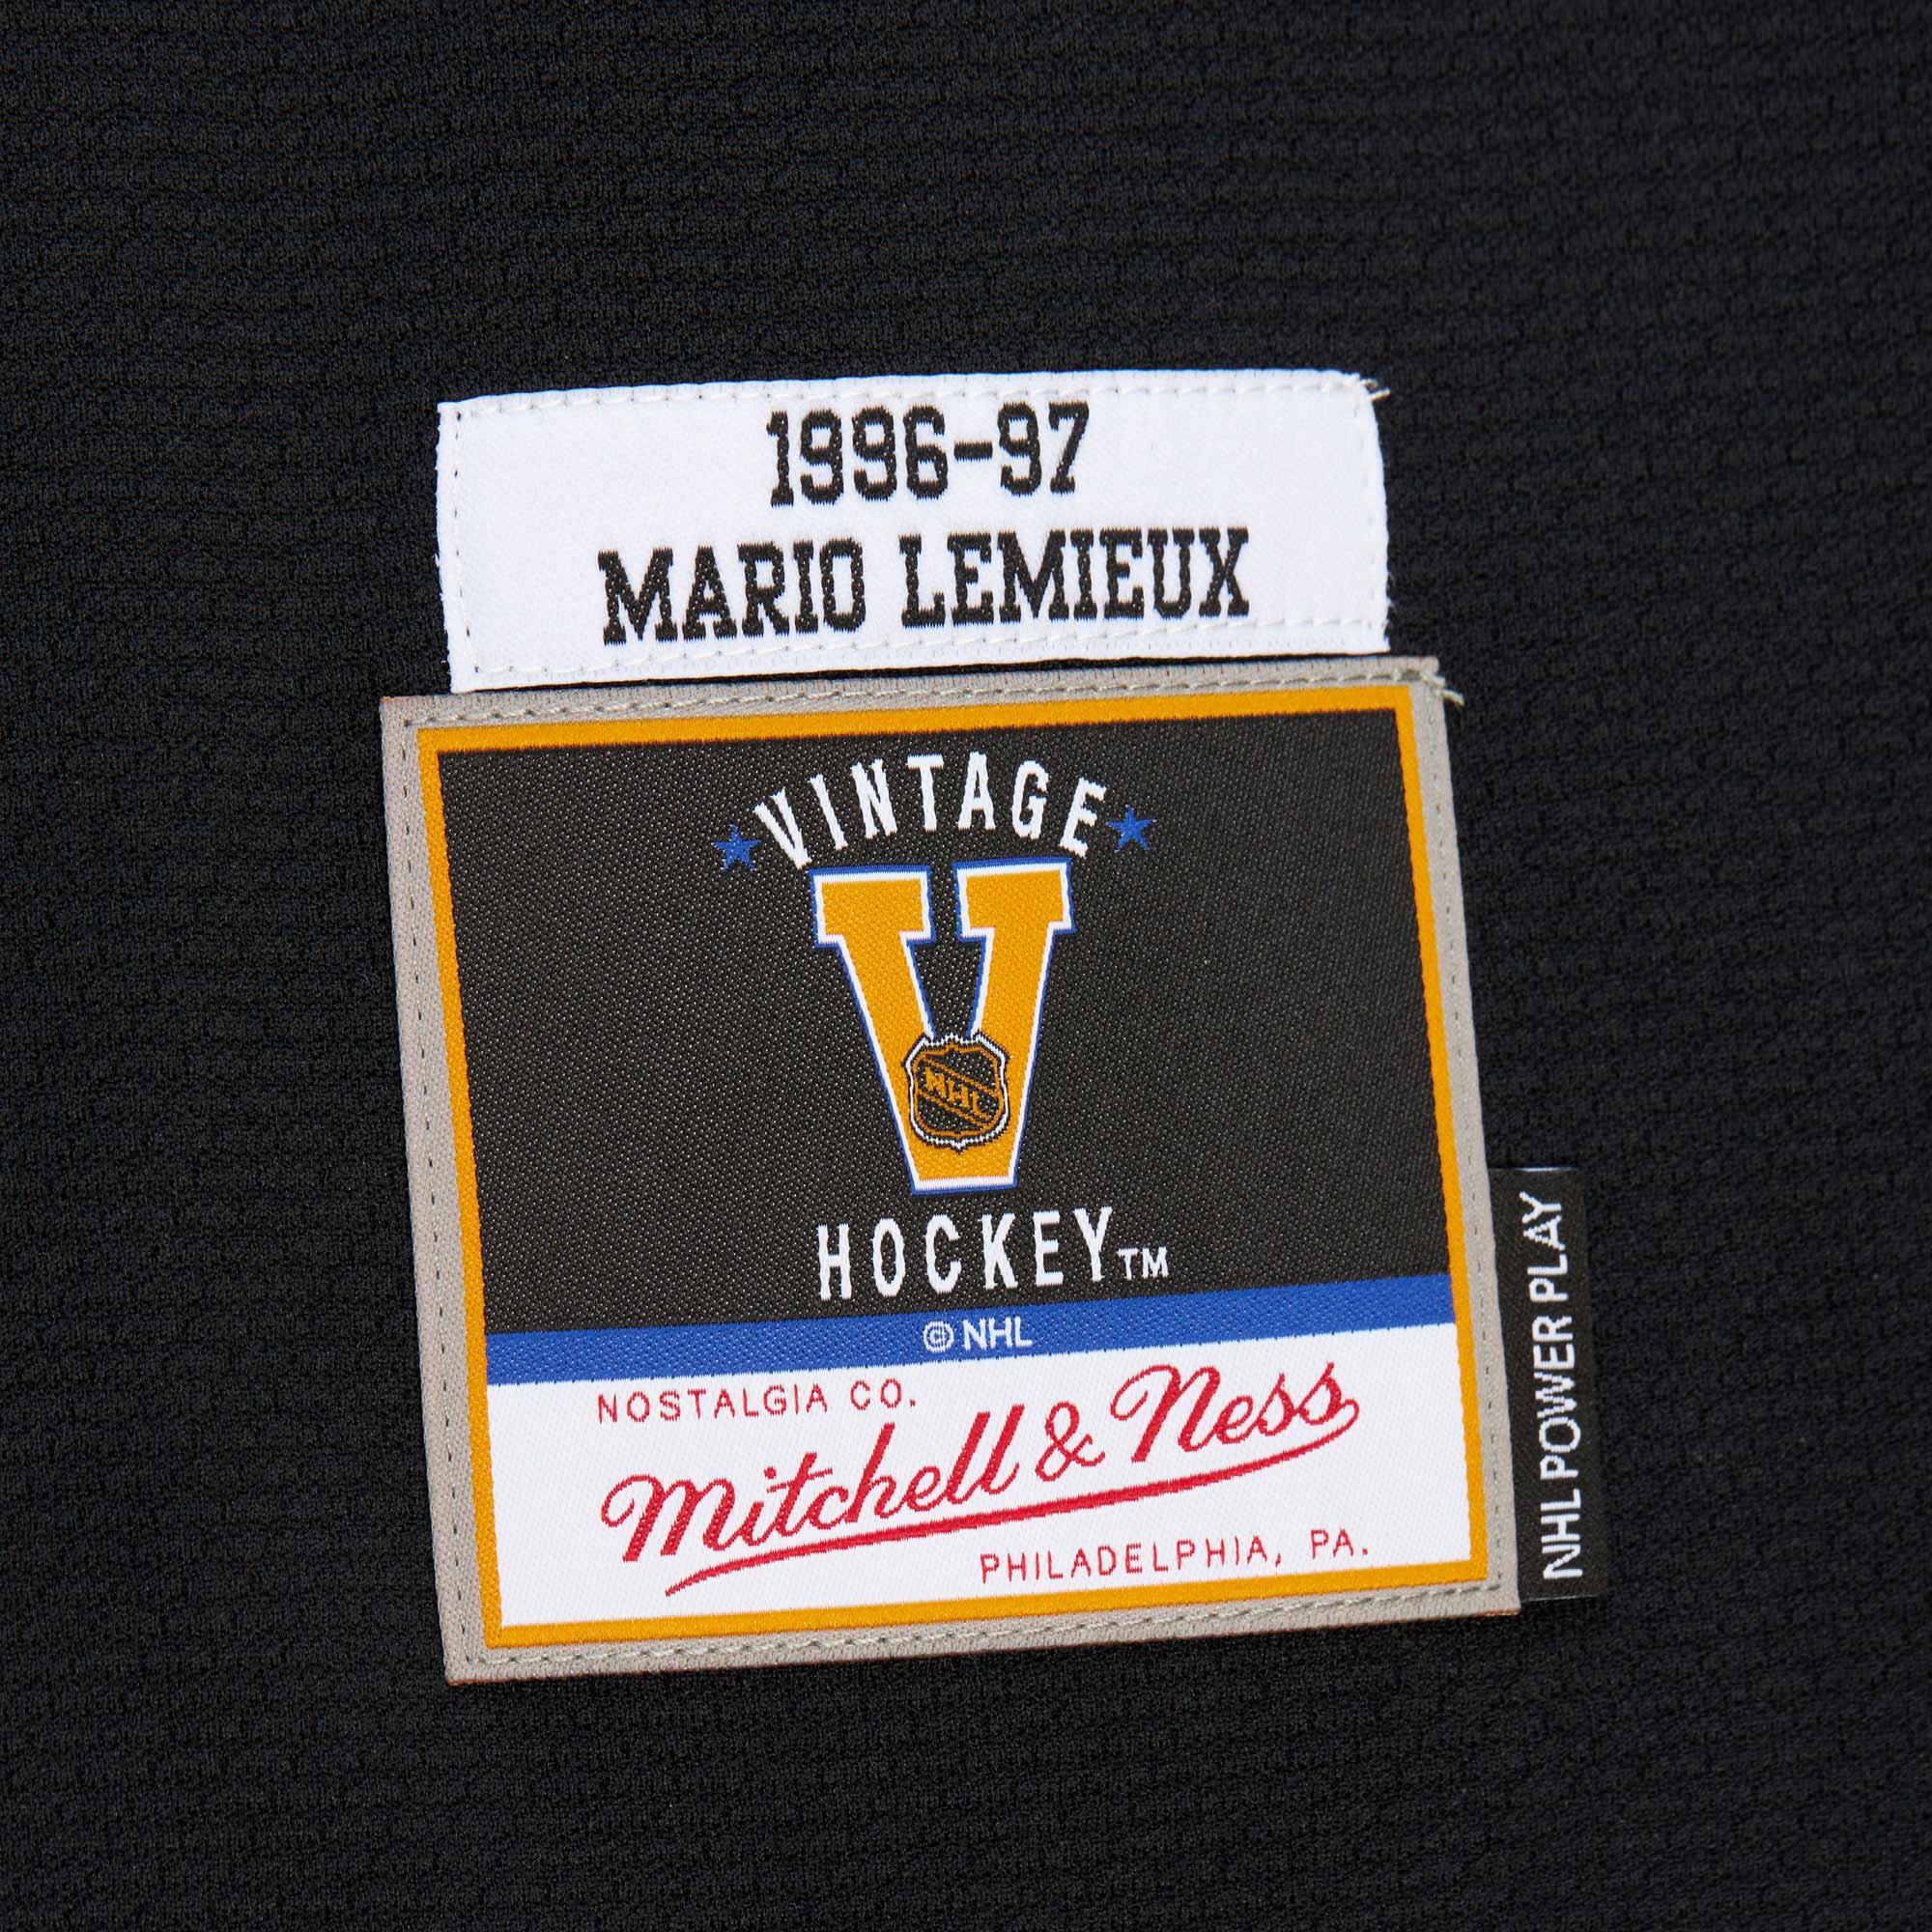 1996-97
MARIO LEMIEUX
VINTAGE
V
NHL
HOCKEY™
© NHL
NOSTALGIA CO.
Mitchell & Ness
PHILADELPHIA, PA.
NHL POWER PLAY